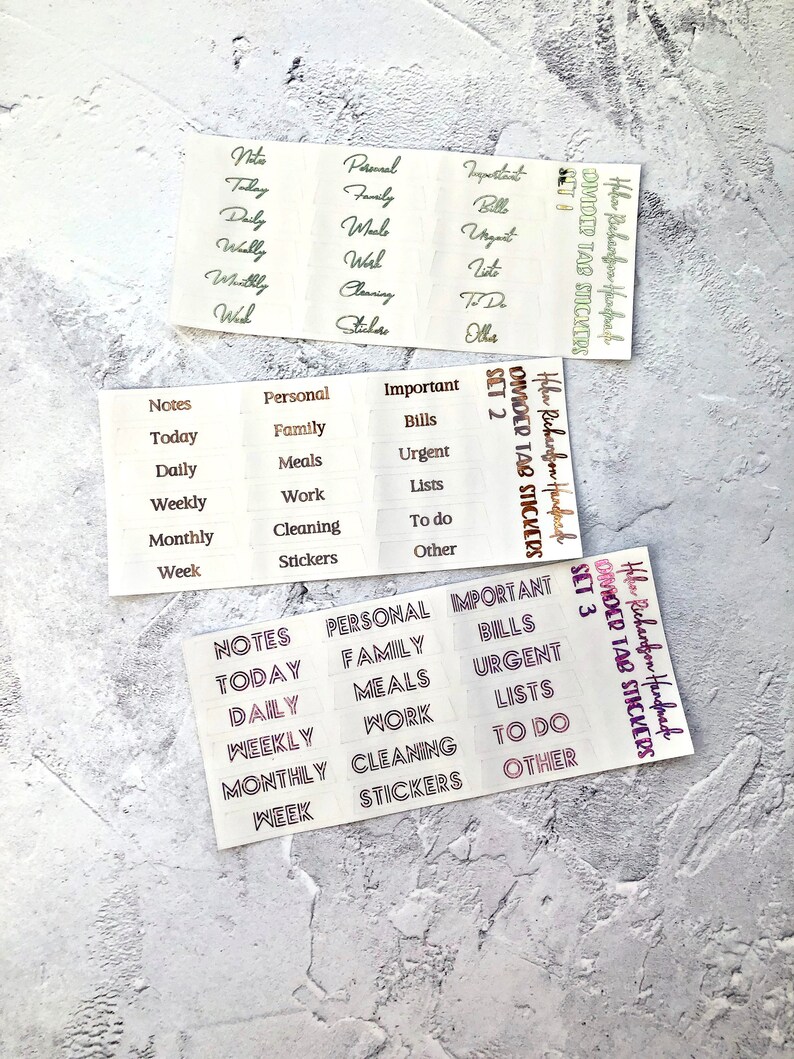 Notes
Today
Daily
Weekly
Monthly
Week
Personal
Family
Meals
Work
Cleaning
Stickers
Important
Bills
Urgent
Lists
To Do
Other
Helen Richardson Handmade
DIVIDER TAB STICKERS
SET 1
Notes
Today
Daily
Weekly
Monthly
Week
Personal
Family
Meals
Work
Cleaning
Stickers
Important
Bills
Urgent
Lists
To do
Other
Helen Richardson Handmade
DIVIDER TAB STICKERS
SET 2
NOTES
TODAY
DAILY
WEEKLY
MONTHLY
WEEK
PERSONAL
FAMILY
MEALS
WORK
CLEANING
STICKERS
IMPORTANT
BILLS
URGENT
LISTS
TO DO
OTHER
Helen Richardson Handmade
DIVIDER TAB STICKERS
SET 3